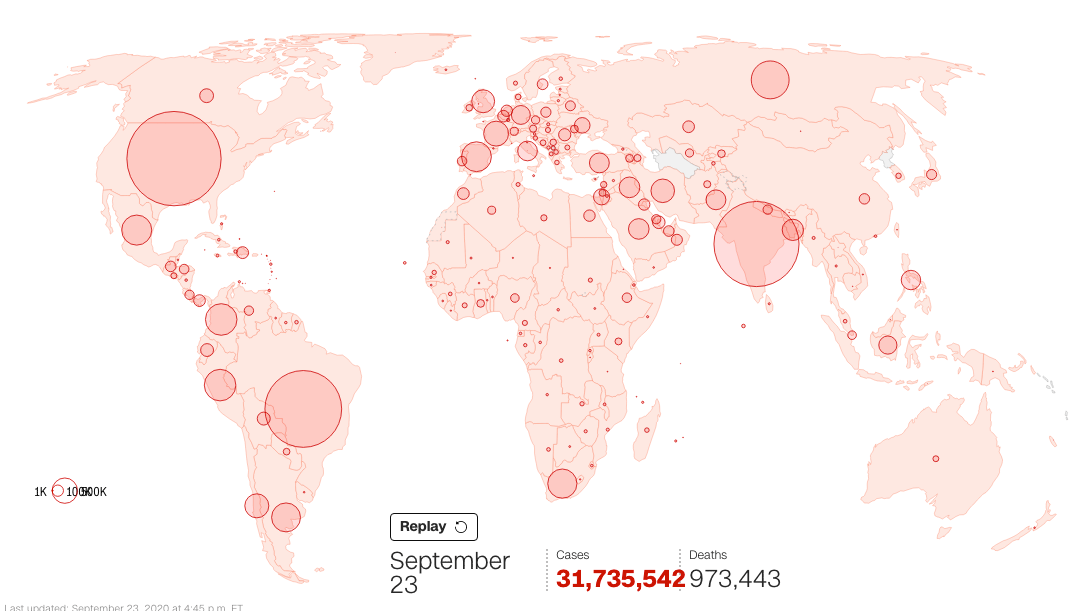 1K 100K 500K
Replay
September
23
Cases
31,735,542
Deaths
973,443
Last updated: September 23, 2020 at 4:45 p.m. ET